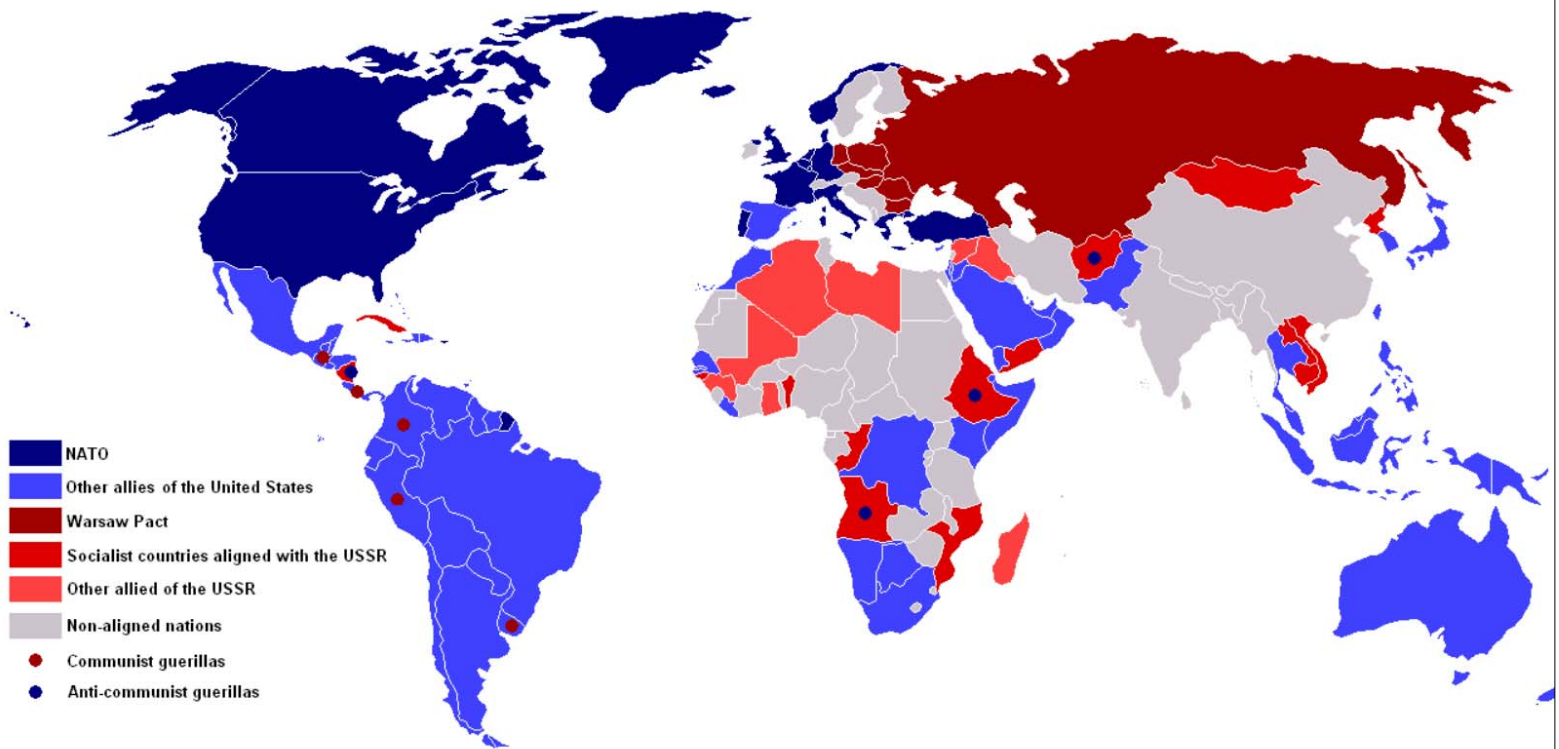 NATO
Other allies of the United States
Warsaw Pact
Socialist countries aligned with the USSR
Other allied of the USSR
Non-aligned nations
Communist guerillas
Anti-communist guerillas